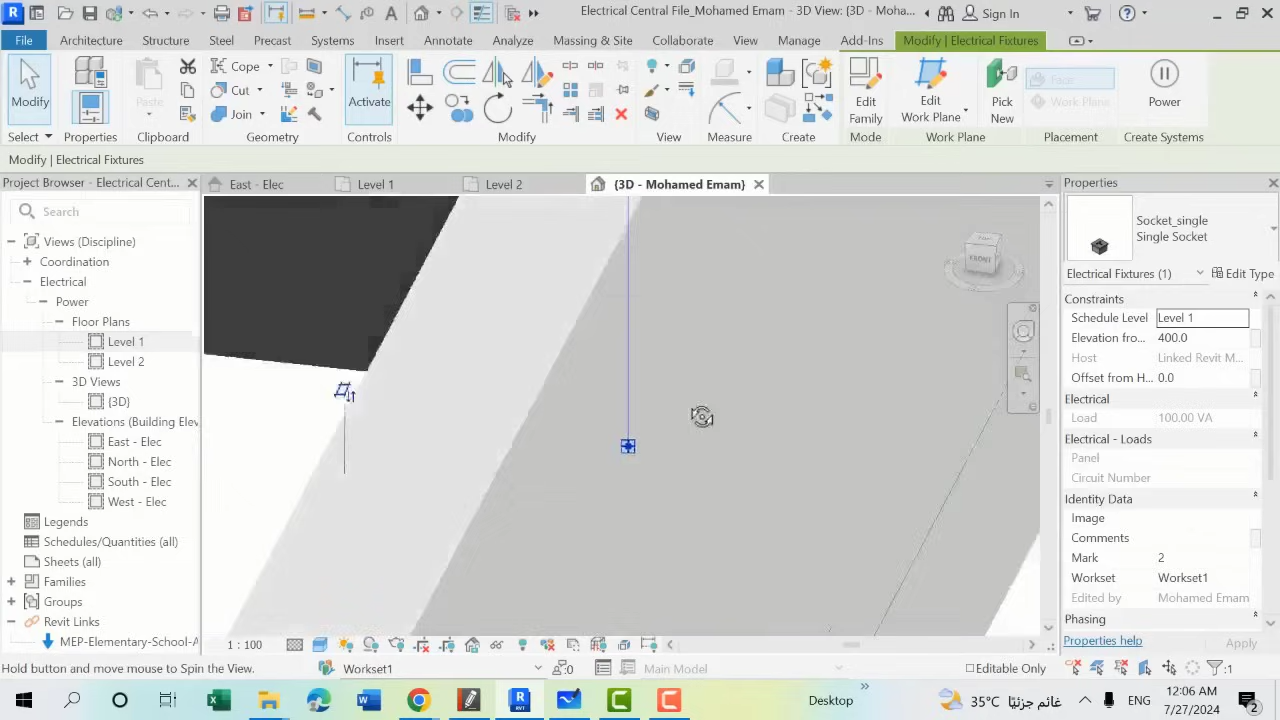 Electrical Central File_Mohamed Emam - 3D View: {3D - Moha...
Sign In
File Architecture Structure Steel Precast Systems Insert Annotate Analyze Massing & Site Collabora View Manage Add-Ins Modify | Electrical Fixtures
Modify Paste Cope Cut Join Activate Edit Family Edit Work Plane Pick New Face Work Plane Power
Select Properties Clipboard Geometry Controls Modify View Measure Create Mode Work Plane Placement Create Systems
Modify | Electrical Fixtures
Project Browser - Electrical Cent...
East - Elec
Level 1
Level 2
{3D - Mohamed Emam}
Properties
Search
Views (Discipline)
Coordination
Electrical
Power
Floor Plans
Level 1
Level 2
3D Views
{3D}
Elevations (Building Elev
East - Elec
North - Elec
South - Elec
West - Elec
Legends
Schedules/Quantities (all)
Sheets (all)
Families
Groups
Revit Links
MEP-Elementary-School-A
TOP
FRONT
Socket_single
Single Socket
Electrical Fixtures (1) Edit Type
Constraints
Schedule Level Level 1
Elevation fro... 400.0
Host Linked Revit M...
Offset from H... 0.0
Electrical
Load 100.00 VA
Electrical - Loads
Panel
Circuit Number
Identity Data
Image
Comments
Mark 2
Workset Workset1
Edited by Mohamed Emam
Phasing
Properties help Apply
1 : 100
Hold button and move mouse to Spin the View.
Workset1
:0
Main Model
Editable Only
:1
Desktop
35°C غائم جزئيًا
ENG
12:06 AM
7/27/2024
2